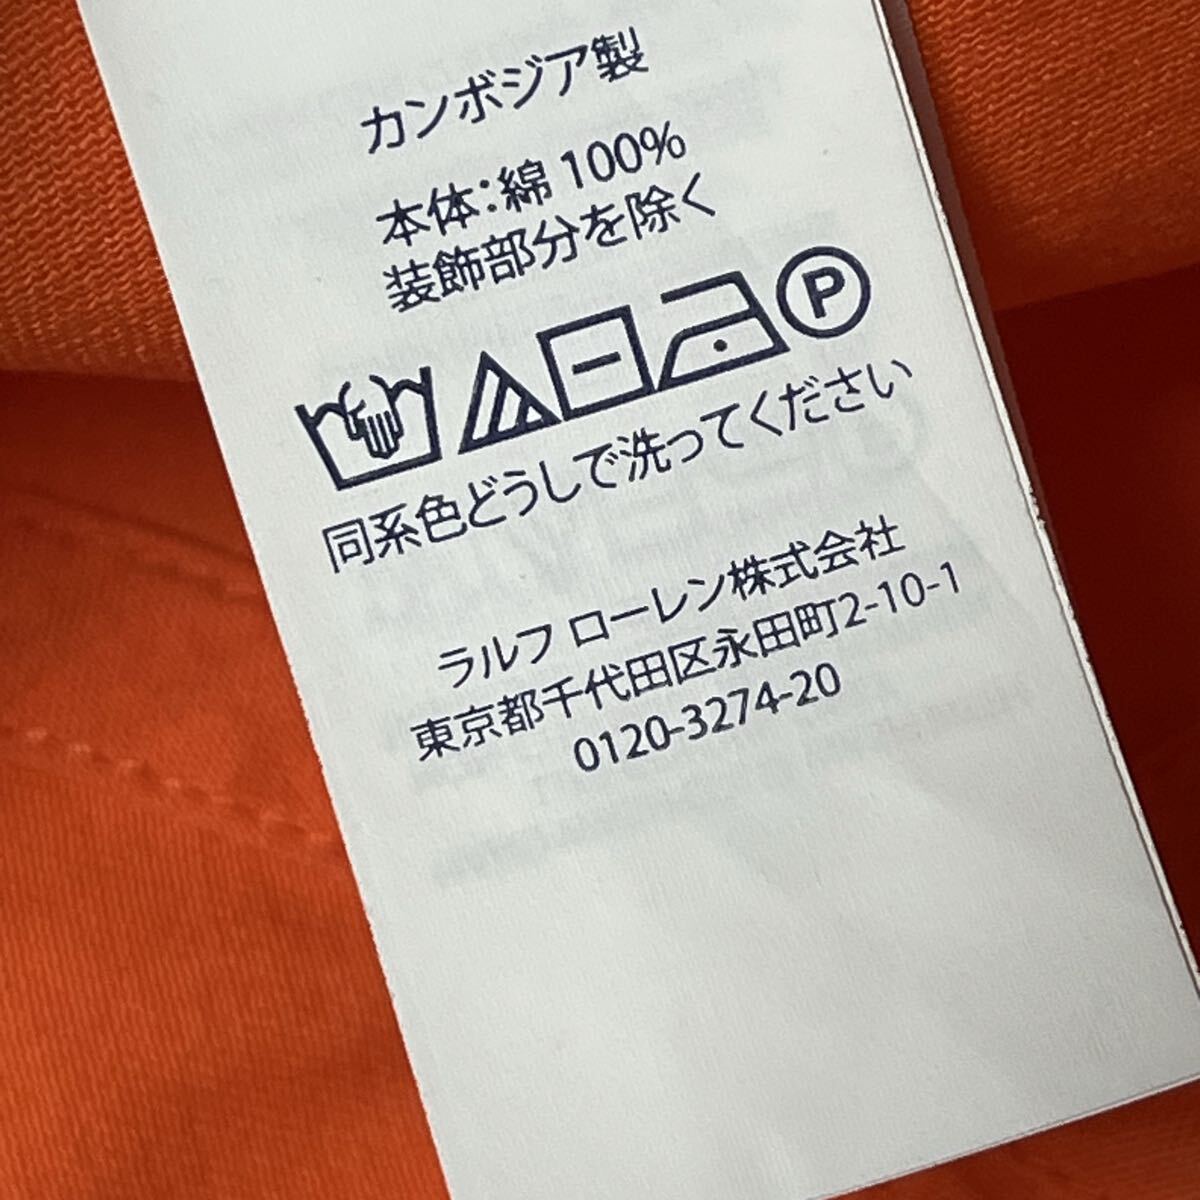 カンボジア製
本体:綿 100%
装飾部分を除く
P
同系色どうしで洗ってください
ラルフ ローレン株式会社
東京都千代田区永田町2-10-1
0120-3274-20